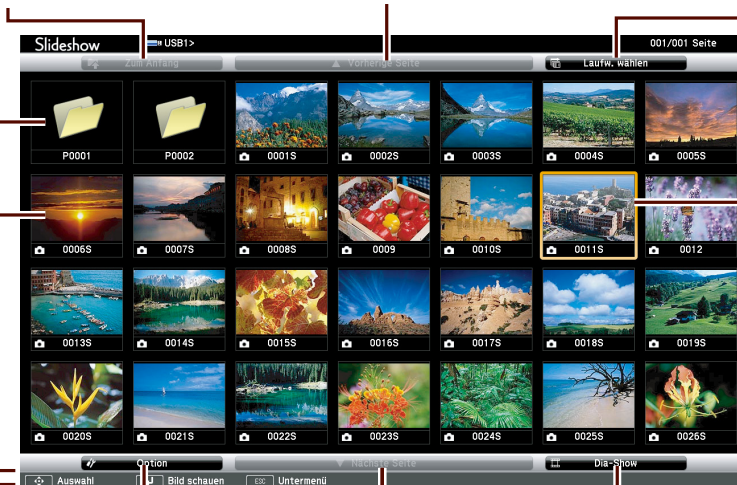 Slideshow USB1> 001/001 Seite
Zum Anfang Vorherige Seite Laufw. wählen
P0001 P0002 0001S 0002S 0003S 0004S 0005S
0006S 0007S 0008S 0009 0010S 0011S 0012
0013S 0014S 0015S 0016S 0017S 0018S 0019S
0020S 0021S 0022S 0023S 0024S 0025S 0026S
Option Nächste Seite Dia-Show
Auswahl Bild schauen ESC Untermenü